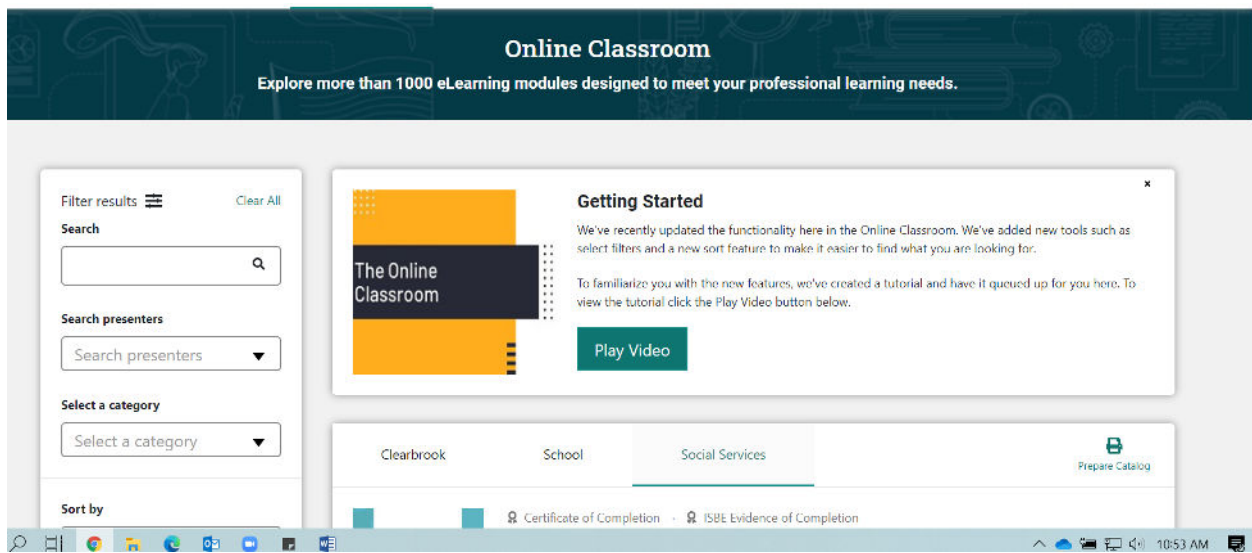 Online Classroom
Explore more than 1000 eLearning modules designed to meet your professional learning needs.
Filter results
Clear All
Search
Search presenters
Search presenters
Select a category
Select a category
Sort by
The Online
Classroom
x
Getting Started
We've recently updated the functionality here in the Online Classroom. We've added new tools such as
select filters and a new sort feature to make it easier to find what you are looking for.
To familiarize you with the new features, we've created a tutorial and have it queued up for you here. To
view the tutorial click the Play Video button below.
Play Video
Clearbrook
School
Social Services
Prepare Catalog
Certificate of Completion · ISBE Evidence of Completion
10:53 AM